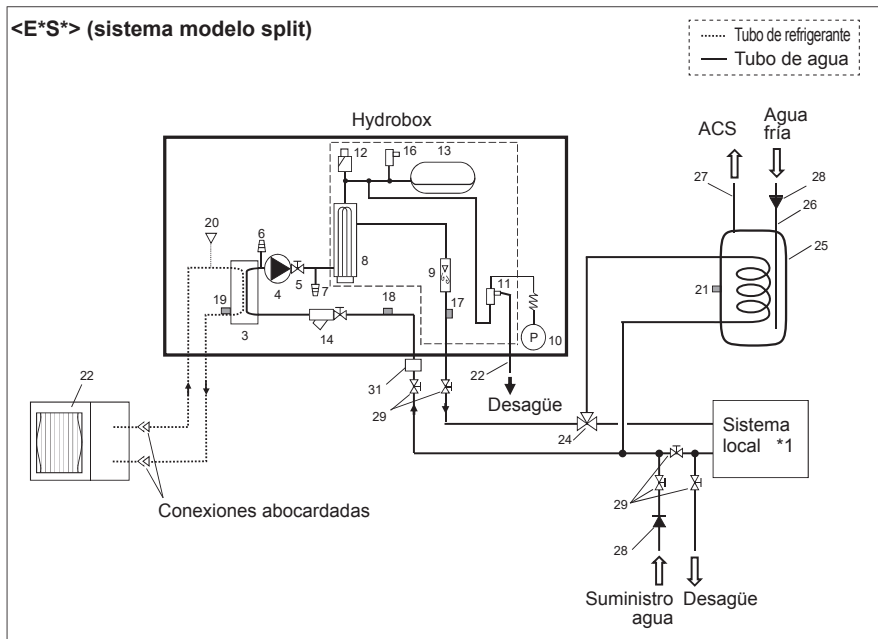 <E*S*> (sistema modelo split)
Tubo de refrigerante
Tubo de agua
Hydrobox
ACS
Agua
fría
12
16
13
27
28
26
20
6
8
25
9
11
5
4
7
21
19
18
17
3
14
P
10
22
31
22
29
Desagüe
24
Sistema
local *1
Conexiones abocardadas
29
28
Suministro
agua
Desagüe